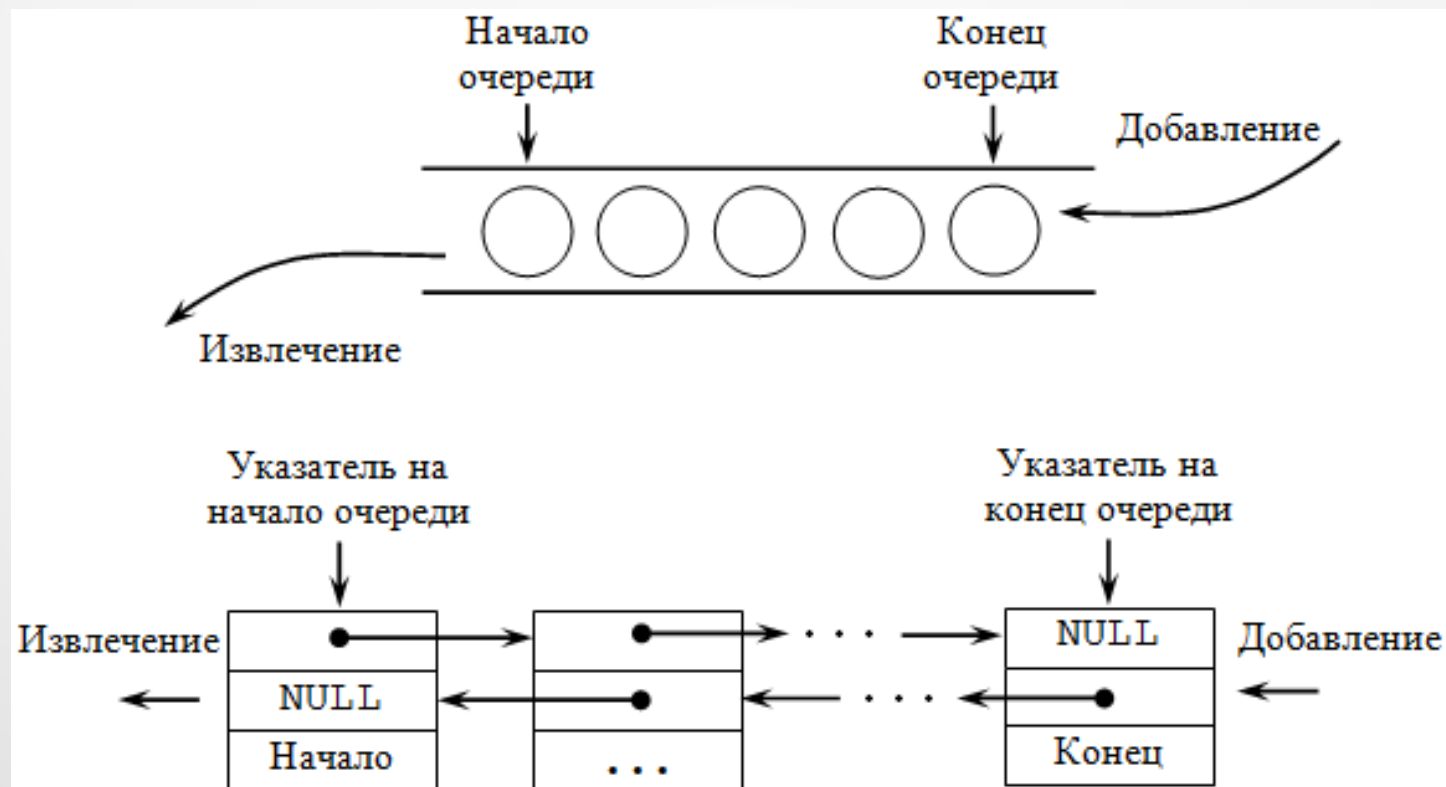 Начало
очереди
Конец
очереди
Добавление
Извлечение
Указатель на
начало очереди
Указатель на
конец очереди
Извлечение
NULL
Добавление
NULL
Начало
...
Конец